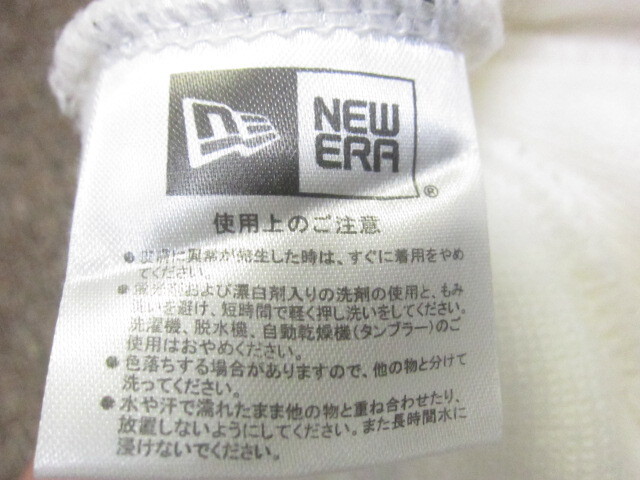 NEW
ERA
®
使用上のご注意
● 皮膚に異常が発生した時は、すぐに着用をやめ
てください。
● および漂白剤入りの洗剤の使用と、もみ
洗いを避け、短時間で軽く押し洗いをしてください。
洗濯機、脱水機、自動乾燥機(タンブラー)のご
使用はおやめください。
● 色落ちする場合がありますので、他の物と分けて
洗ってください。
● 水や汗で濡れたまま他の物と重ね合わせたり、
放置しないようにしてください。また長時間水に
浸けないでください。